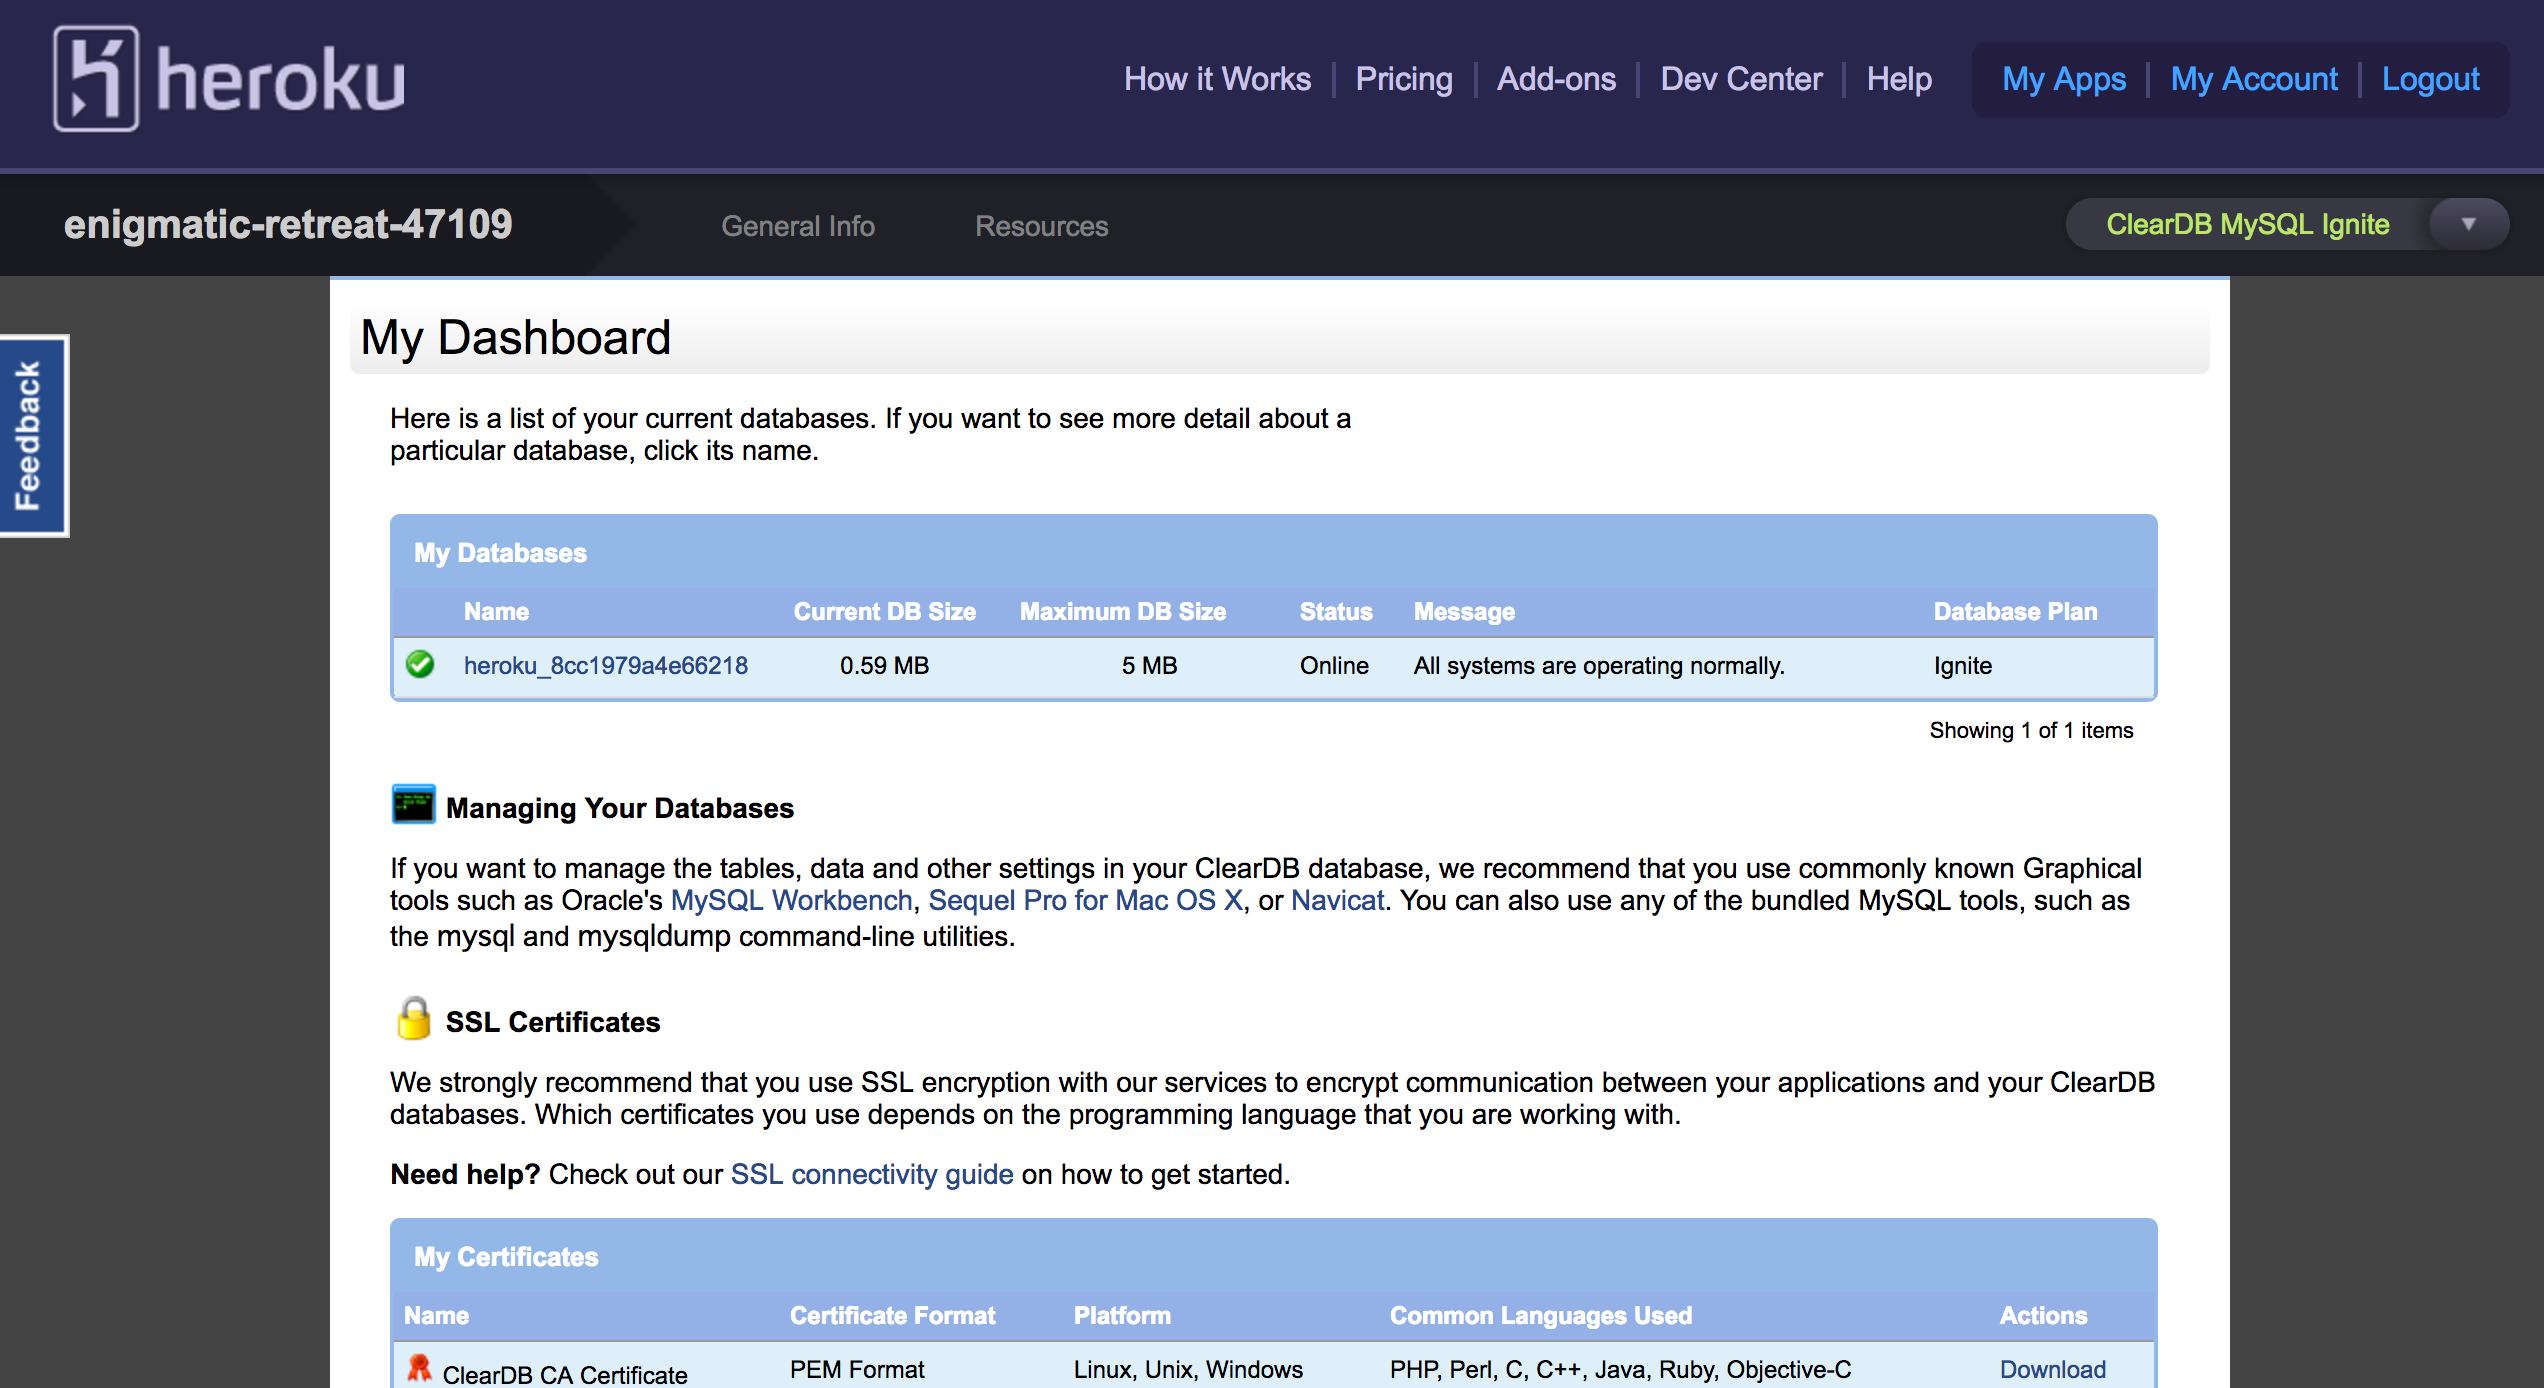 heroku
How it Works Pricing Add-ons Dev Center Help My Apps My Account Logout
enigmatic-retreat-47109 General Info Resources ClearDB MySQL Ignite
Feedback
My Dashboard
Here is a list of your current databases. If you want to see more detail about a
particular database, click its name.
My Databases
Name Current DB Size Maximum DB Size Status Message Database Plan
heroku_8cc1979a4e66218 0.59 MB 5 MB Online All systems are operating normally. Ignite
Showing 1 of 1 items
Managing Your Databases
If you want to manage the tables, data and other settings in your ClearDB database, we recommend that you use commonly known Graphical
tools such as Oracle's MySQL Workbench, Sequel Pro for Mac OS X, or Navicat. You can also use any of the bundled MySQL tools, such as
the mysql and mysqldump command-line utilities.
SSL Certificates
We strongly recommend that you use SSL encryption with our services to encrypt communication between your applications and your ClearDB
databases. Which certificates you use depends on the programming language that you are working with.
Need help? Check out our SSL connectivity guide on how to get started.
My Certificates
Name Certificate Format Platform Common Languages Used Actions
ClearDB CA Certificate PEM Format Linux, Unix, Windows PHP, Perl, C, C++, Java, Ruby, Objective-C Download